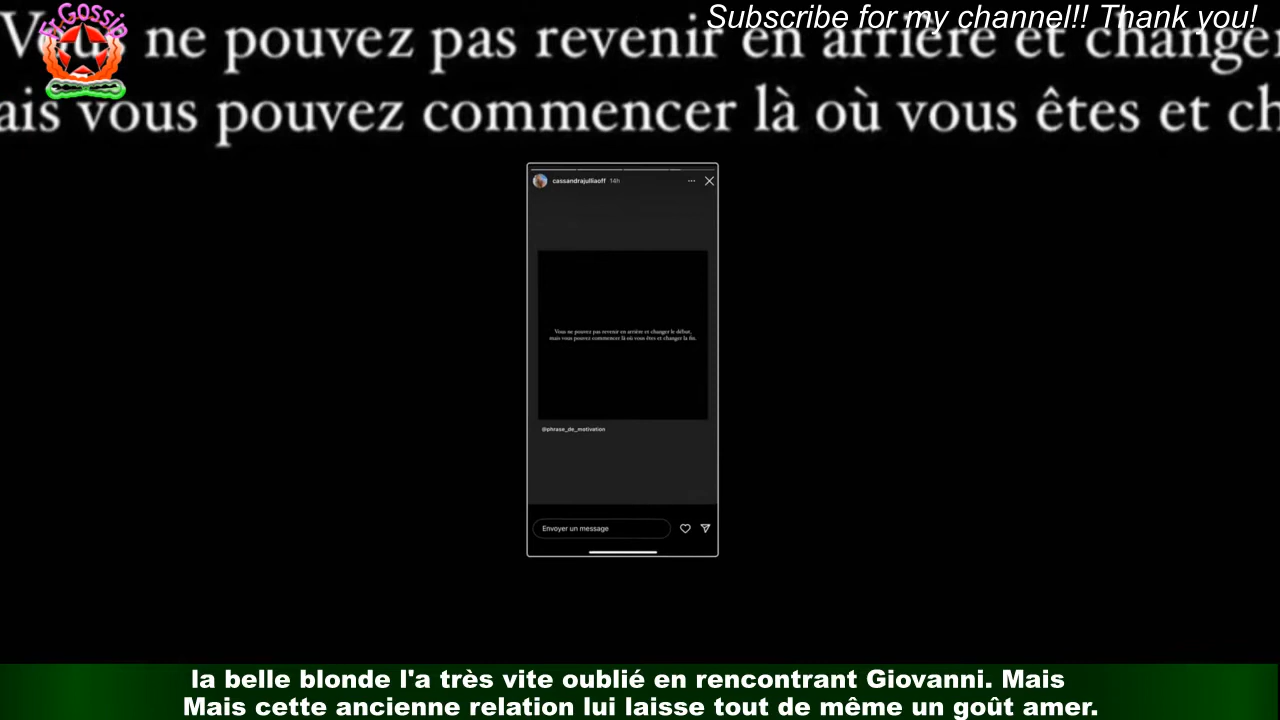 Fr.Gossip
Subscribe for my channel!! Thank you!
Vous ne pouvez pas revenir en arrière et changer
ais vous pouvez commencer là où vous êtes et ch
cassandrajulliaoff 14h
Vous ne pouvez pas revenir en arrière et changer le début,
mais vous pouvez commencer là où vous êtes et changer la fin.
@phrase_de_motivation
Envoyer un message
la belle blonde l'a très vite oublié en rencontrant Giovanni. Mais
Mais cette ancienne relation lui laisse tout de même un goût amer.